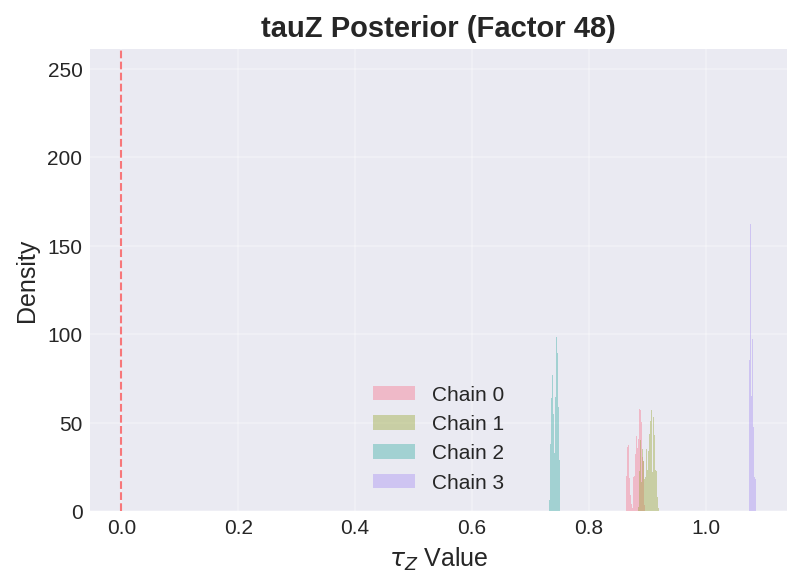 tauZ Posterior (Factor 48)
250
200
150
100
50
0
Density
Chain 0
Chain 1
Chain 2
Chain 3
0.0 0.2 0.4 0.6 0.8 1.0
τ_Z Value